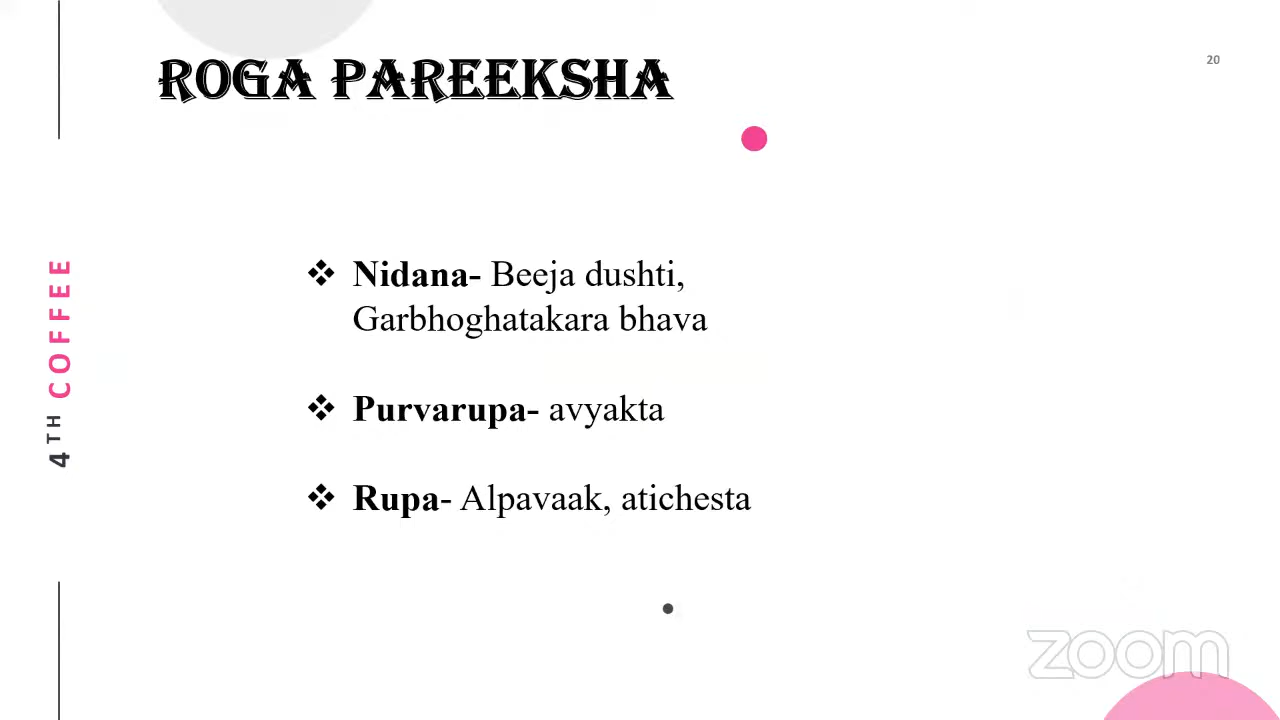 ROGA PAREEKSHA
20
4TH COFFEE
❖ Nidana- Beeja dushti,
Garbhoghatakara bhava
❖ Purvarupa- avyakta
❖ Rupa- Alpavaak, atichesta
zoom